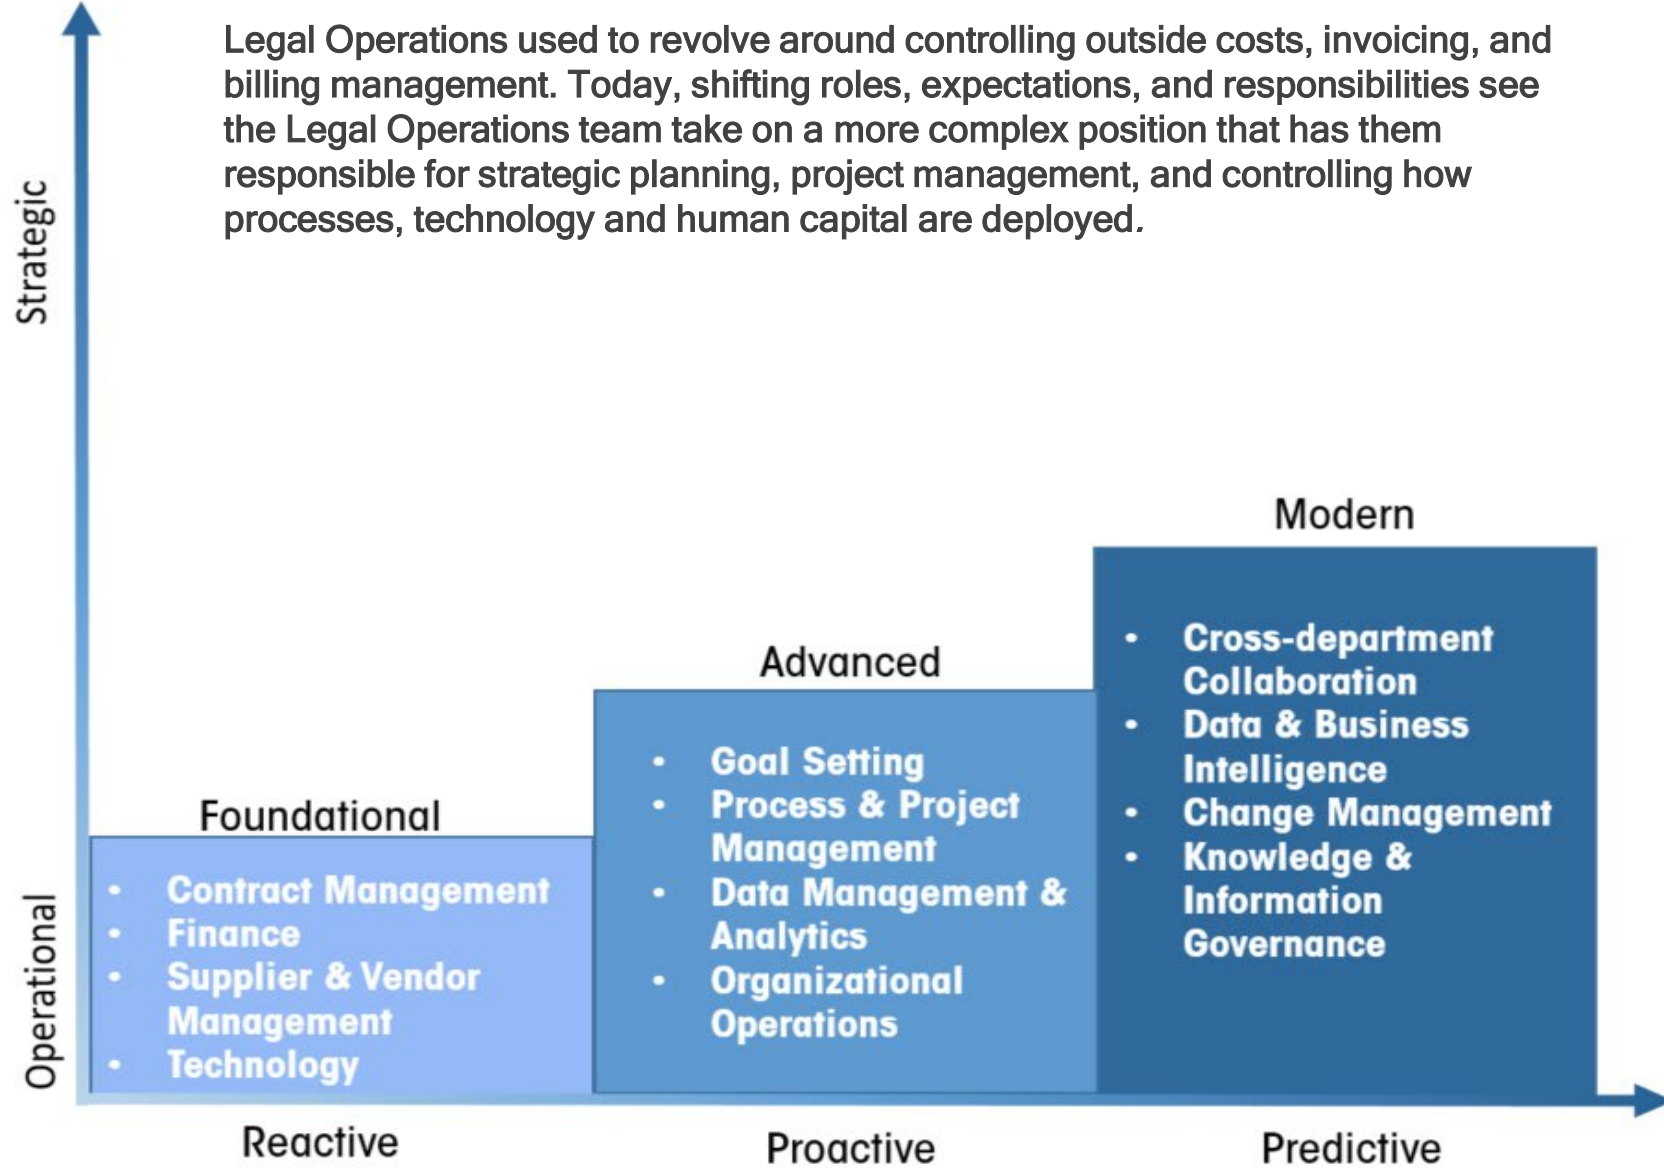 Legal Operations used to revolve around controlling outside costs, invoicing, and
billing management. Today, shifting roles, expectations, and responsibilities see
the Legal Operations team take on a more complex position that has them
responsible for strategic planning, project management, and controlling how
processes, technology and human capital are deployed.
Strategic
Operational
Foundational
• Contract Management
• Finance
• Supplier & Vendor
Management
• Technology
Reactive
Advanced
• Goal Setting
• Process & Project
Management
• Data Management &
Analytics
• Organizational
Operations
Proactive
Modern
• Cross-department
Collaboration
• Data & Business
Intelligence
• Change Management
• Knowledge &
Information
Governance
Predictive